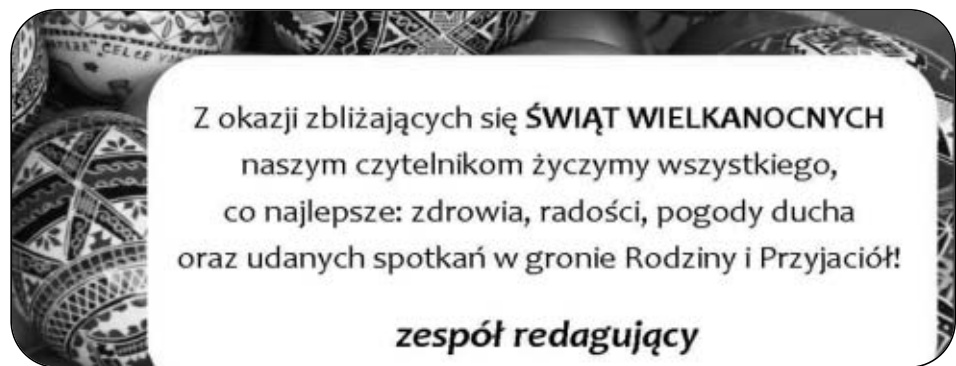 Z okazji zbliżających się ŚWIĄT WIELKANOCNYCH
naszym czytelnikom życzymy wszystkiego,
co najlepsze: zdrowia, radości, pogody ducha
oraz udanych spotkań w gronie Rodziny i Przyjaciół!
zespół redagujący